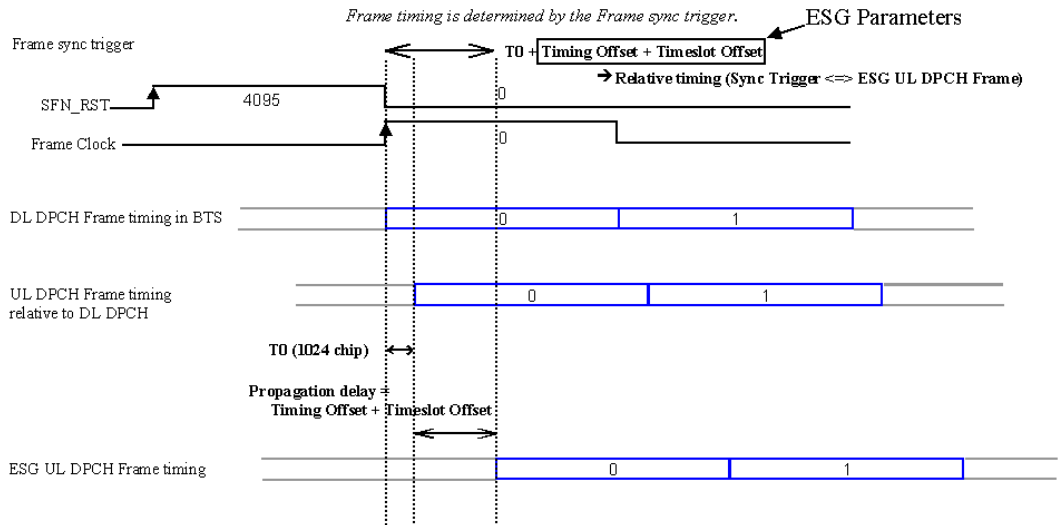 Frame timing is determined by the Frame sync trigger.
ESG Parameters
Frame sync trigger
T0 + Timing Offset + Timeslot Offset
➔ Relative timing (Sync Trigger <=> ESG UL DPCH Frame)
SFN_RST
4095
0
Frame Clock
0
DL DPCH Frame timing in BTS
0
1
UL DPCH Frame timing
relative to DL DPCH
0
1
T0 (1024 chip)
Propagation delay =
Timing Offset + Timeslot Offset
ESG UL DPCH Frame timing
0
1